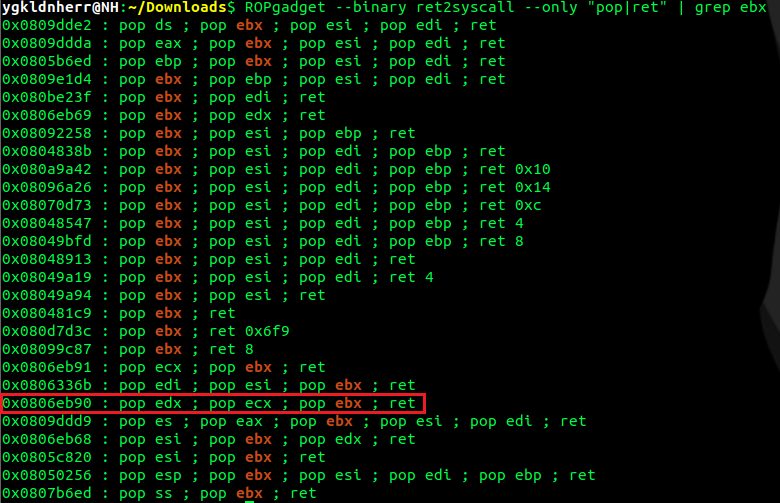 ygkldnherr@NH:~/Downloads$ ROPgadget --binary ret2syscall --only "pop|ret" | grep ebx
0x0809dde2 : pop ds ; pop ebx ; pop esi ; pop edi ; ret
0x0809ddda : pop eax ; pop ebx ; pop esi ; pop edi ; ret
0x0805b6ed : pop ebp ; pop ebx ; pop esi ; pop edi ; ret
0x0809e1d4 : pop ebx ; pop ebp ; pop esi ; pop edi ; ret
0x080be23f : pop ebx ; pop edi ; ret
0x0806eb69 : pop ebx ; pop edx ; ret
0x08092258 : pop ebx ; pop esi ; pop ebp ; ret
0x0804838b : pop ebx ; pop esi ; pop edi ; pop ebp ; ret
0x080a9a42 : pop ebx ; pop esi ; pop edi ; pop ebp ; ret 0x10
0x08096a26 : pop ebx ; pop esi ; pop edi ; pop ebp ; ret 0x14
0x08070d73 : pop ebx ; pop esi ; pop edi ; pop ebp ; ret 0xc
0x08048547 : pop ebx ; pop esi ; pop edi ; pop ebp ; ret 4
0x08049bfd : pop ebx ; pop esi ; pop edi ; pop ebp ; ret 8
0x08048913 : pop ebx ; pop esi ; pop edi ; ret
0x08049a19 : pop ebx ; pop esi ; pop edi ; ret 4
0x08049a94 : pop ebx ; pop esi ; ret
0x080481c9 : pop ebx ; ret
0x080d7d3c : pop ebx ; ret 0x6f9
0x08099c87 : pop ebx ; ret 8
0x0806eb91 : pop ecx ; pop ebx ; ret
0x0806336b : pop edi ; pop esi ; pop ebx ; ret
0x0806eb90 : pop edx ; pop ecx ; pop ebx ; ret
0x0809ddd9 : pop es ; pop eax ; pop ebx ; pop esi ; pop edi ; ret
0x0806eb68 : pop esi ; pop ebx ; pop edx ; ret
0x0805c820 : pop esi ; pop ebx ; ret
0x08050256 : pop esp ; pop ebx ; pop esi ; pop edi ; pop ebp ; ret
0x0807b6ed : pop ss ; pop ebx ; ret